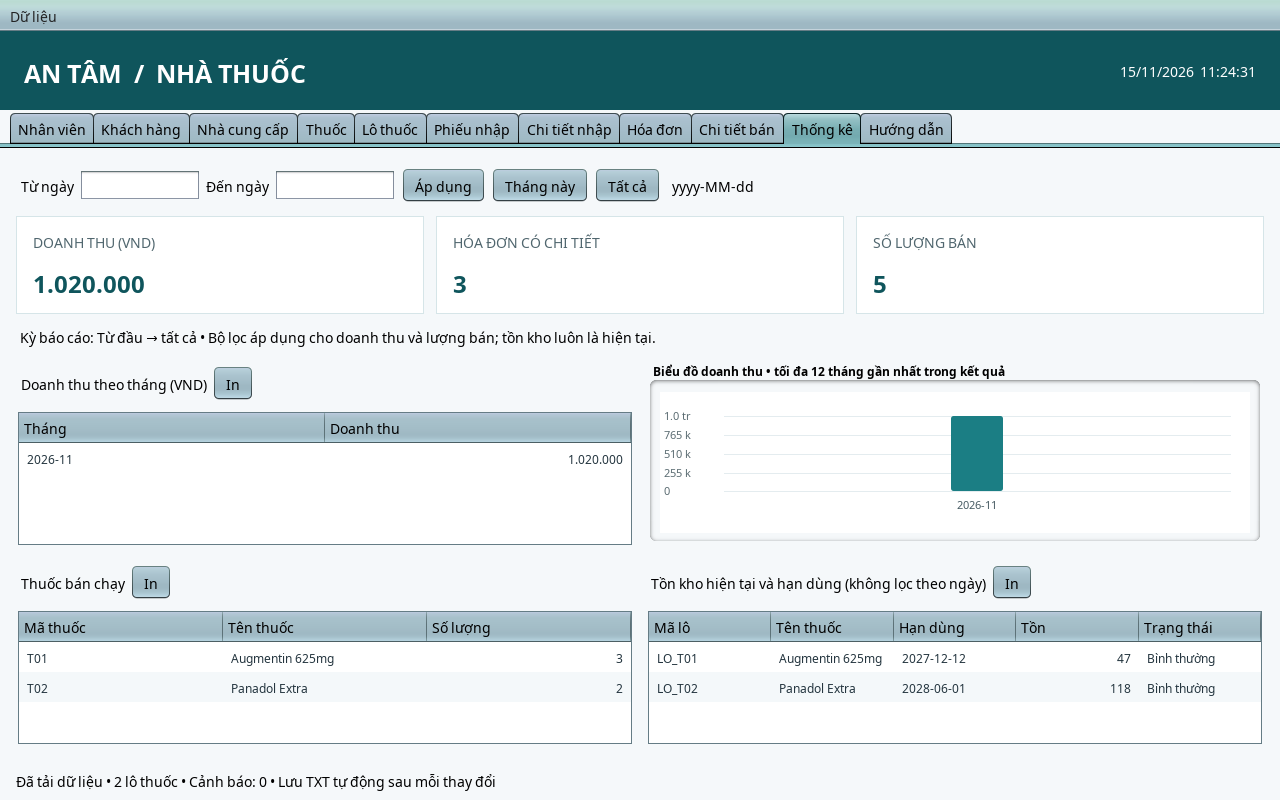 Dữ liệu
AN TÂM / NHÀ THUỐC
15/11/2026 11:24:31
Nhân viên Khách hàng Nhà cung cấp Thuốc Lô thuốc Phiếu nhập Chi tiết nhập Hóa đơn Chi tiết bán Thống kê Hướng dẫn
Từ ngày Đến ngày Áp dụng Tháng này Tất cả yyyy-MM-dd
DOANH THU (VND)
1.020.000
HÓA ĐƠN CÓ CHI TIẾT
3
SỐ LƯỢNG BÁN
5
Kỳ báo cáo: Từ đầu → tất cả • Bộ lọc áp dụng cho doanh thu và lượng bán; tồn kho luôn là hiện tại.
Doanh thu theo tháng (VND) In
Tháng Doanh thu
2026-11 1.020.000
Biểu đồ doanh thu • tối đa 12 tháng gần nhất trong kết quả
1.0 tr
765 k
510 k
255 k
0
2026-11
Thuốc bán chạy In
Mã thuốc Tên thuốc Số lượng
T01 Augmentin 625mg 3
T02 Panadol Extra 2
Tồn kho hiện tại và hạn dùng (không lọc theo ngày) In
Mã lô Tên thuốc Hạn dùng Tồn Trạng thái
LO_T01 Augmentin 625mg 2027-12-12 47 Bình thường
LO_T02 Panadol Extra 2028-06-01 118 Bình thường
Đã tải dữ liệu • 2 lô thuốc • Cảnh báo: 0 • Lưu TXT tự động sau mỗi thay đổi